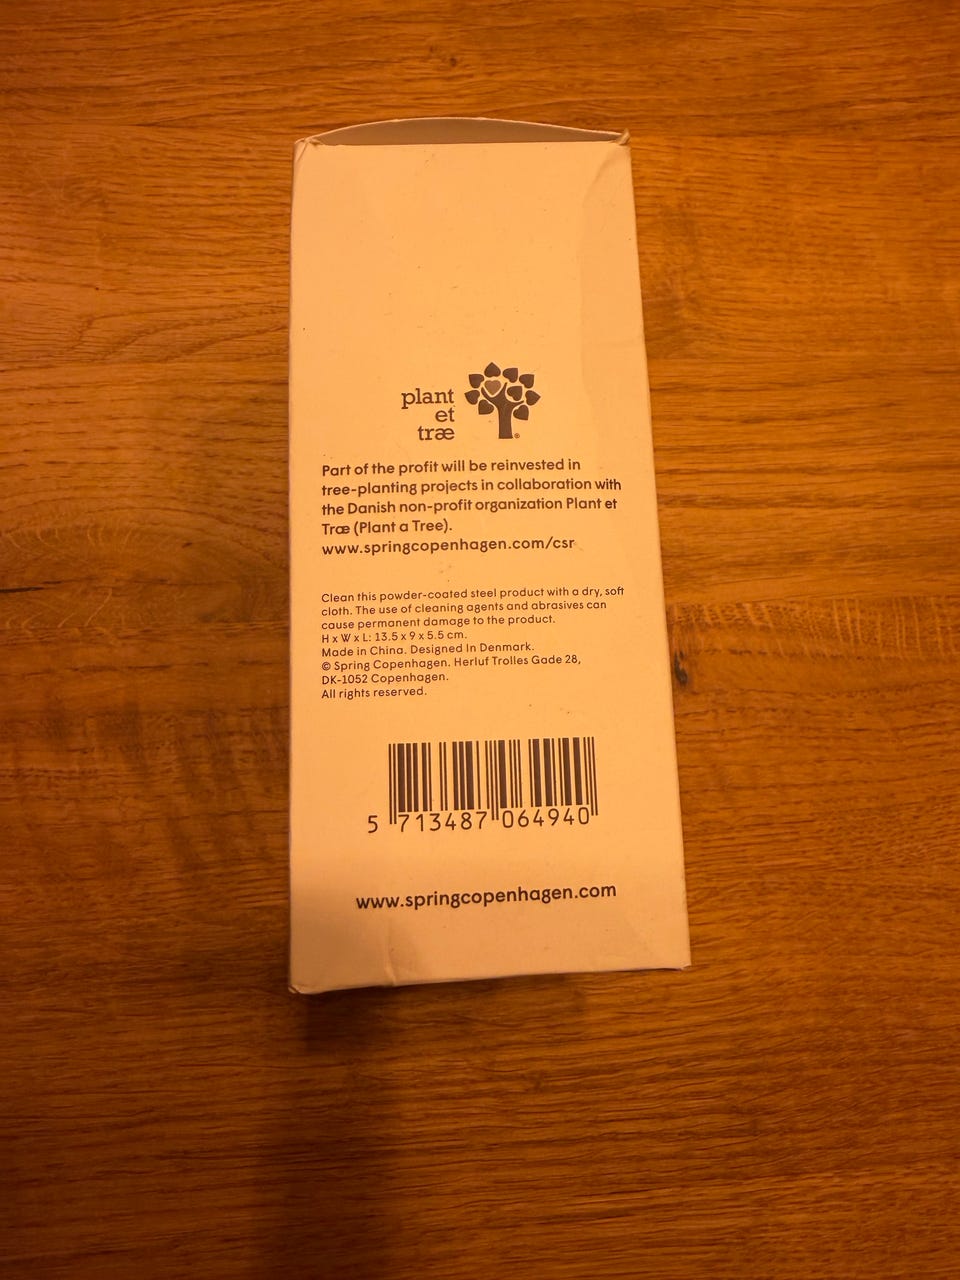 plant
et
træ
Part of the profit will be reinvested in
tree-planting projects in collaboration with
the Danish non-profit organization Plant et
Træ (Plant a Tree).
www.springcopenhagen.com/csr
Clean this powder-coated steel product with a dry, soft
cloth. The use of cleaning agents and abrasives can
cause permanent damage to the product.
H x W x L: 13.5 x 9 x 5.5 cm.
Made in China. Designed In Denmark.
© Spring Copenhagen. Herluf Trolles Gade 28,
DK-1052 Copenhagen.
All rights reserved.
5 713487 064940
www.springcopenhagen.com